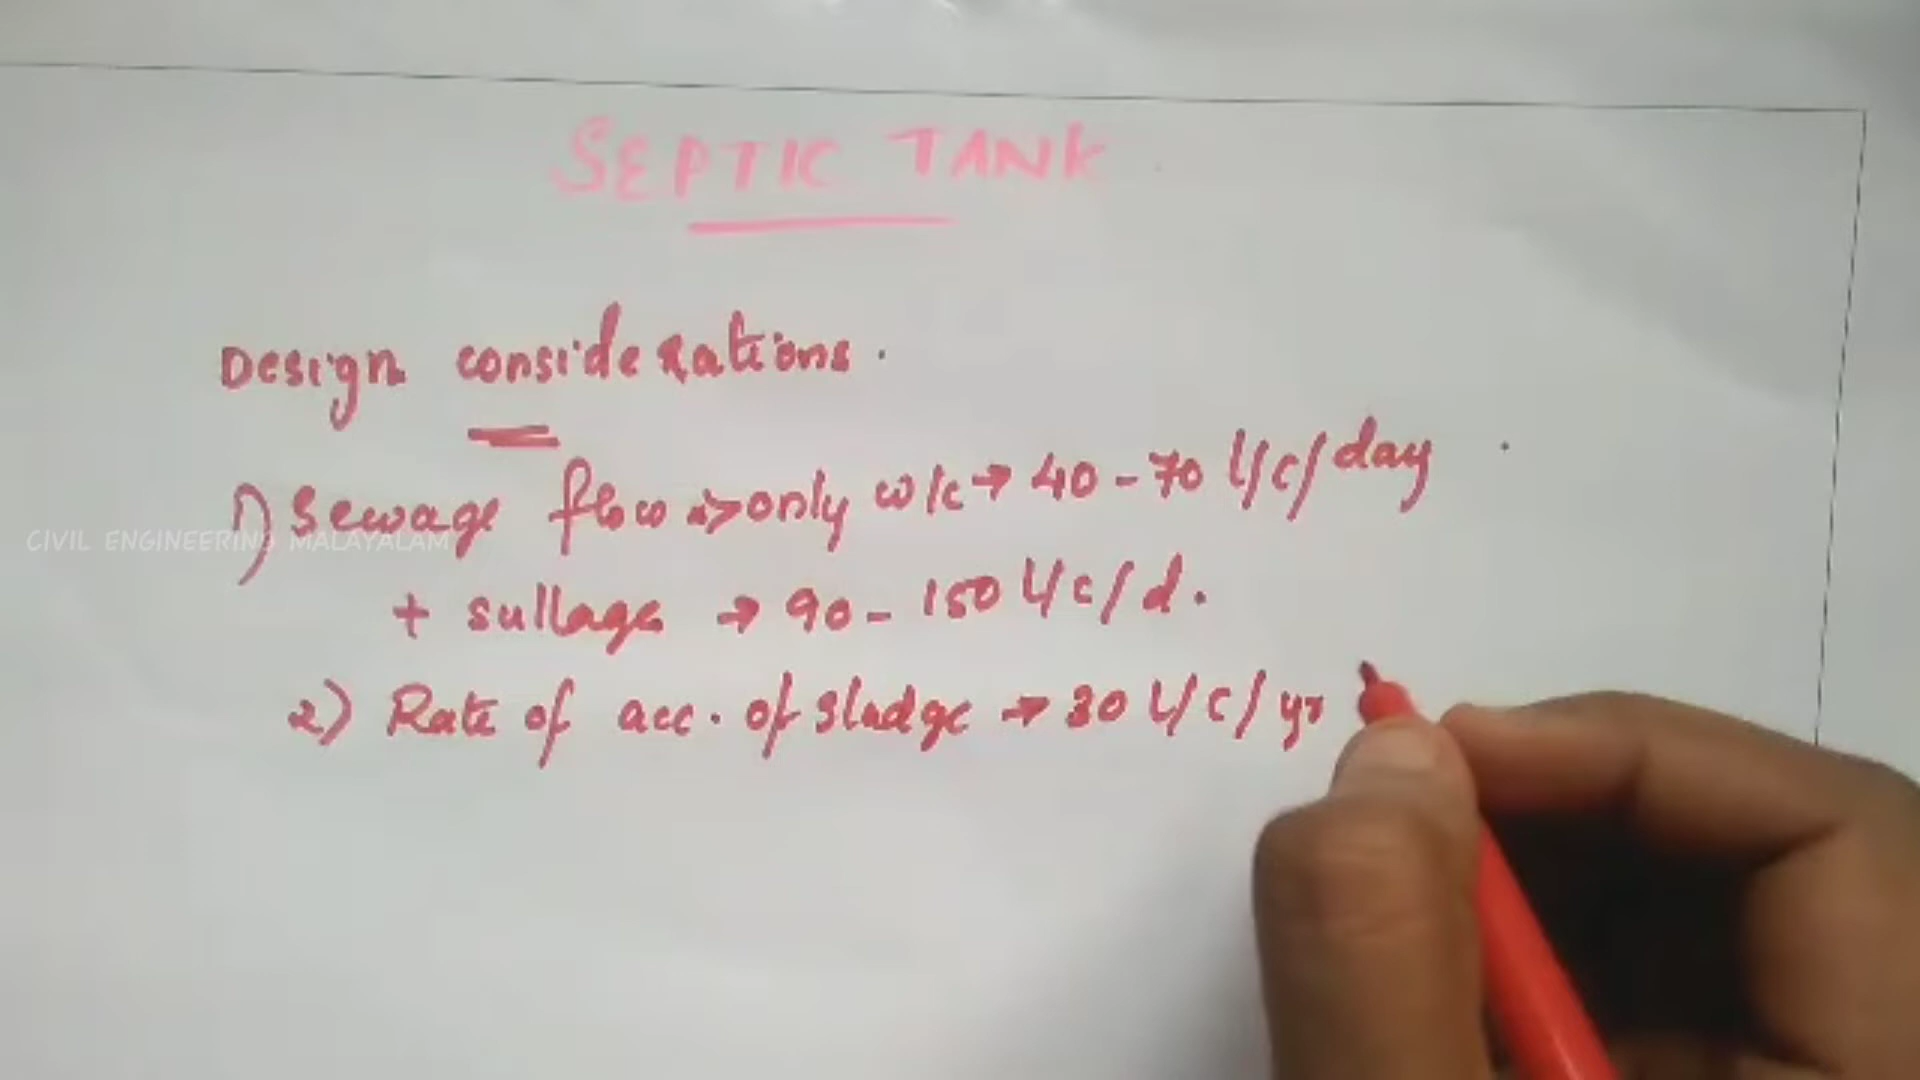 SEPTIC TANK
Design considerations.
1) Sewage flow → only w/c → 40-70 l/c/day
CIVIL ENGINEERING MALAYALAM
+ sullage → 90-150 l/c/d.
2) Rate of acc. of sludge → 30 l/c/yr